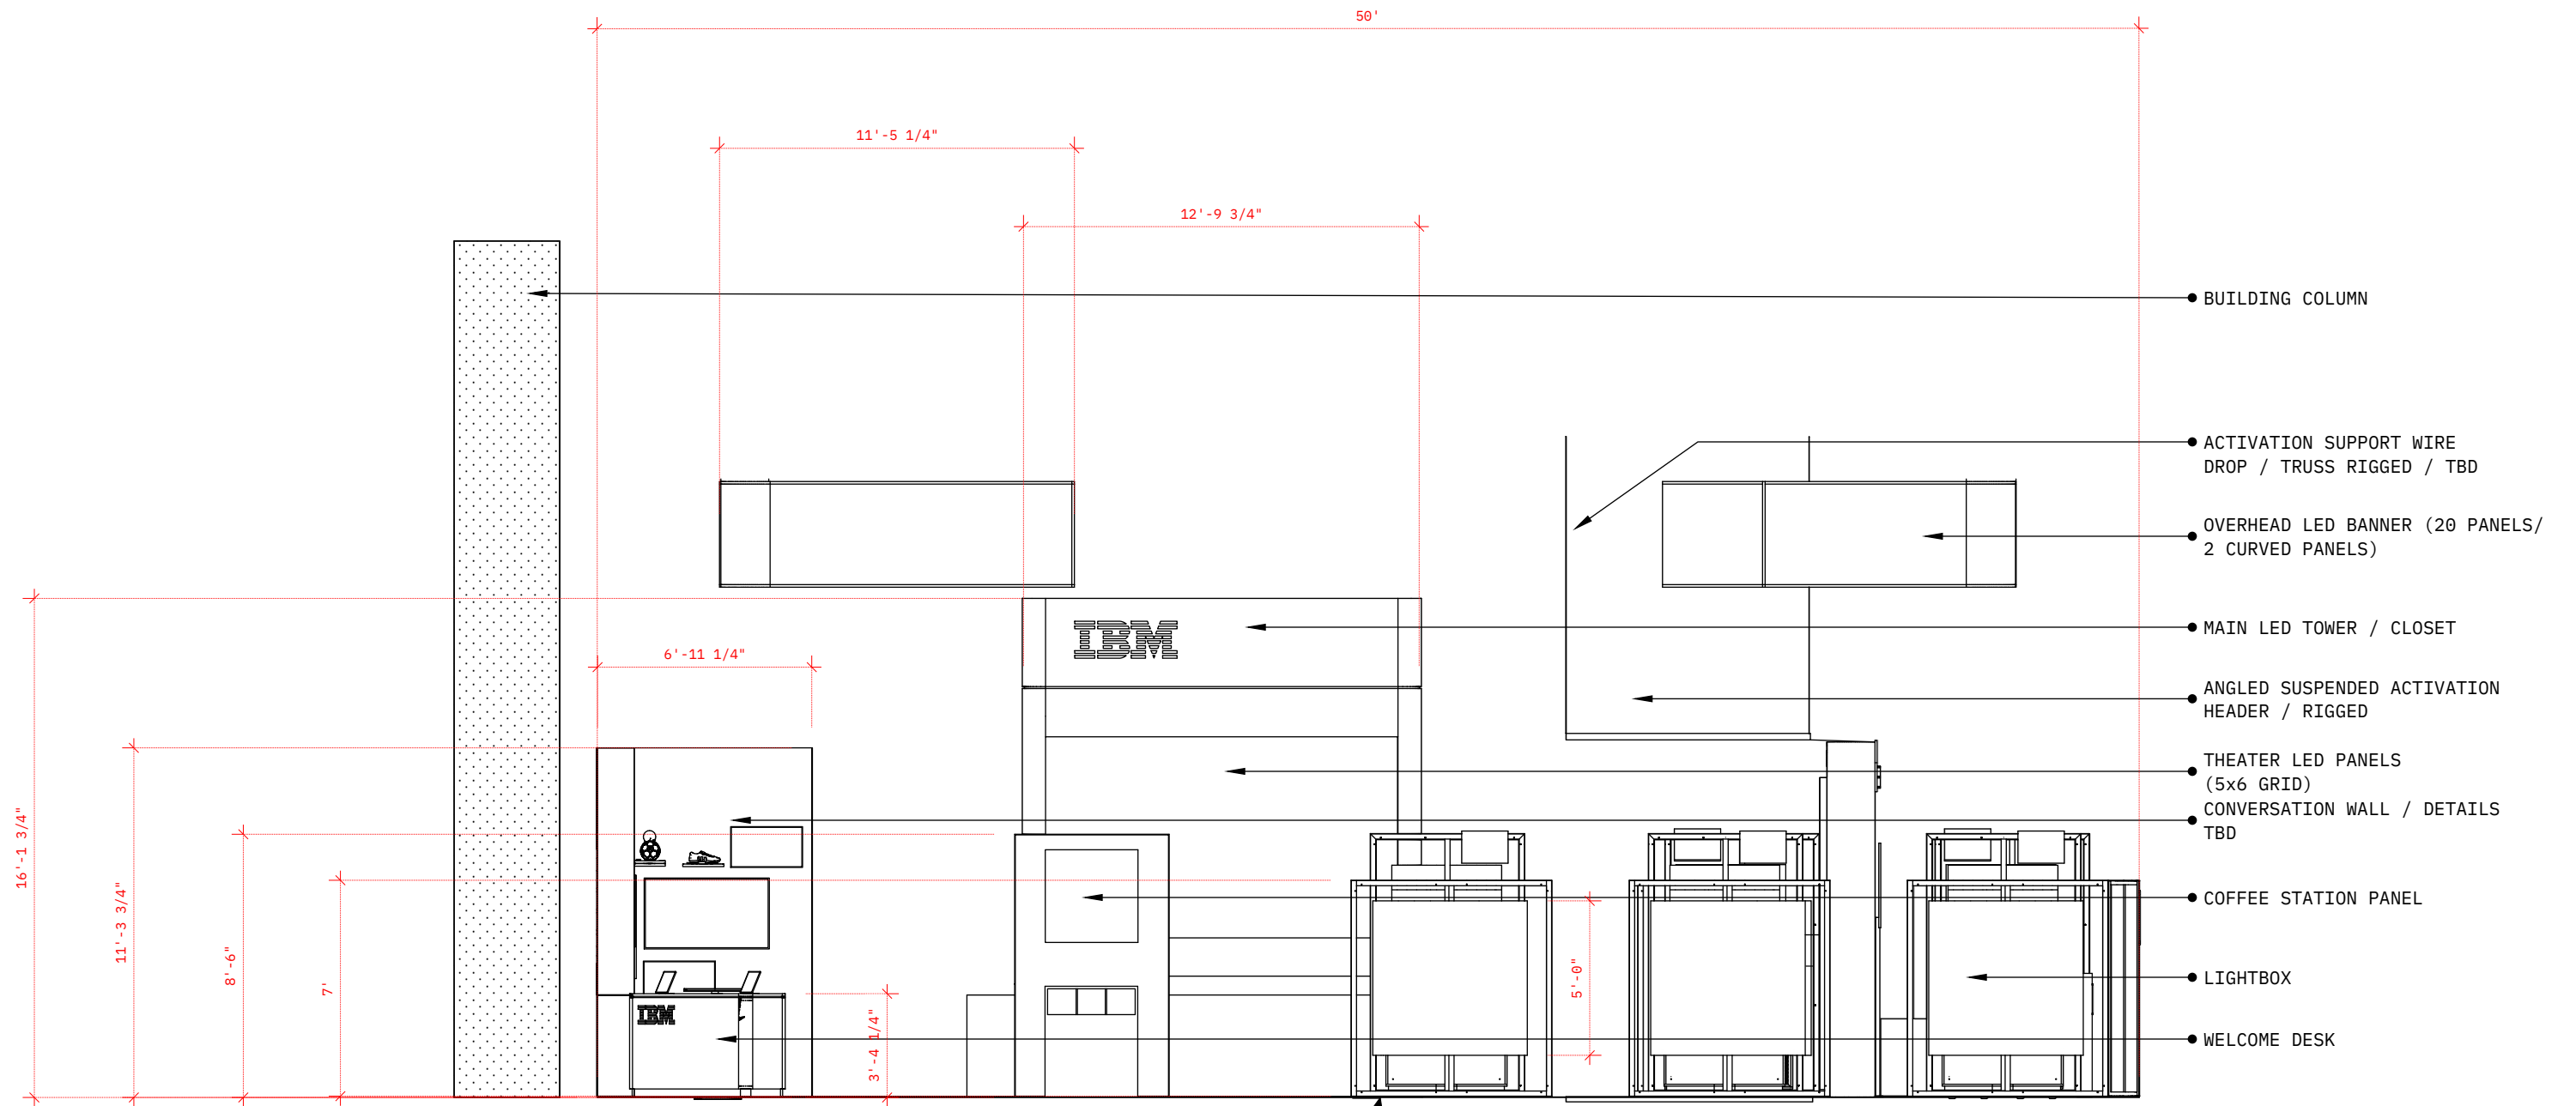 50'
11'-5 1/4"
12'-9 3/4"
BUILDING COLUMN
ACTIVATION SUPPORT WIRE
DROP / TRUSS RIGGED / TBD
OVERHEAD LED BANNER (20 PANELS/
2 CURVED PANELS)
IBM
MAIN LED TOWER / CLOSET
6'-11 1/4"
ANGLED SUSPENDED ACTIVATION
HEADER / RIGGED
THEATER LED PANELS
(5x6 GRID)
CONVERSATION WALL / DETAILS
TBD
16'-1 3/4"
11'-3 3/4"
8'-6"
7'
COFFEE STATION PANEL
5'-0"
LIGHTBOX
IBM
3'-4 1/4"
WELCOME DESK